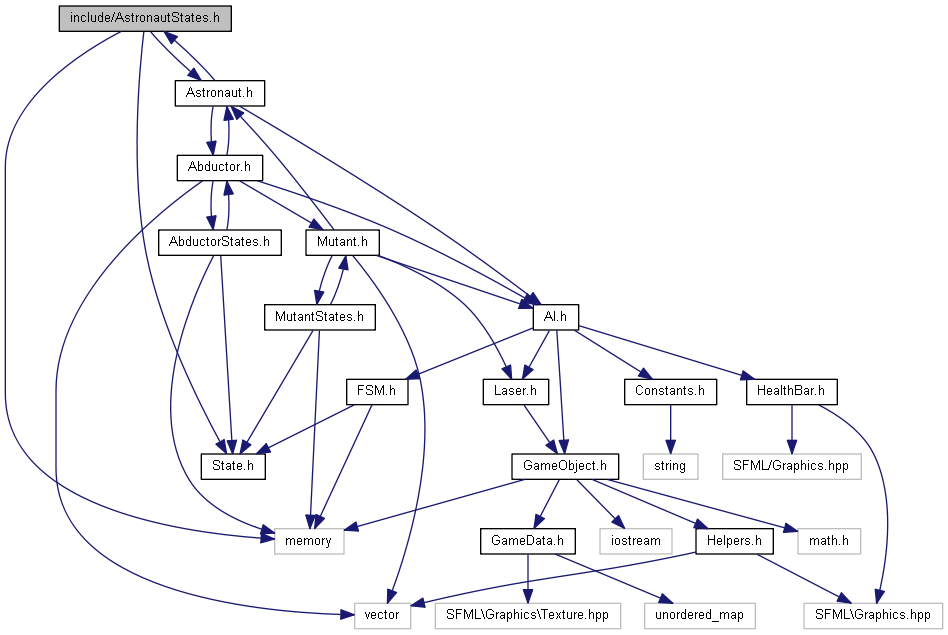 include/AstronautStates.h
Astronaut.h
Abductor.h
AbductorStates.h
Mutant.h
MutantStates.h
AI.h
FSM.h
Laser.h
Constants.h
HealthBar.h
State.h
GameObject.h
string
SFML/Graphics.hpp
memory
GameData.h
iostream
Helpers.h
math.h
vector
SFML\Graphics\Texture.hpp
unordered_map
SFML\Graphics.hpp